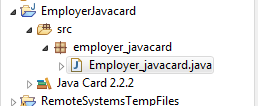 EmployerJavacard
src
employer_javacard
Employer_javacard.java
Java Card 2.2.2
RemoteSystemsTempFiles